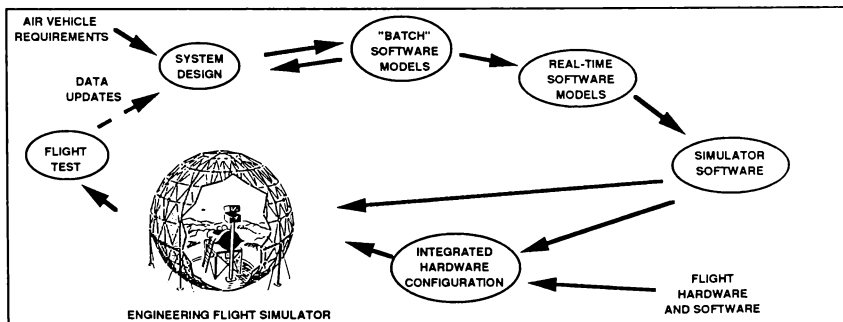 AIR VEHICLE
REQUIREMENTS
SYSTEM
DESIGN
"BATCH"
SOFTWARE
MODELS
REAL-TIME
SOFTWARE
MODELS
DATA
UPDATES
FLIGHT
TEST
SIMULATOR
SOFTWARE
INTEGRATED
HARDWARE
CONFIGURATION
FLIGHT
HARDWARE
AND SOFTWARE
ENGINEERING FLIGHT SIMULATOR